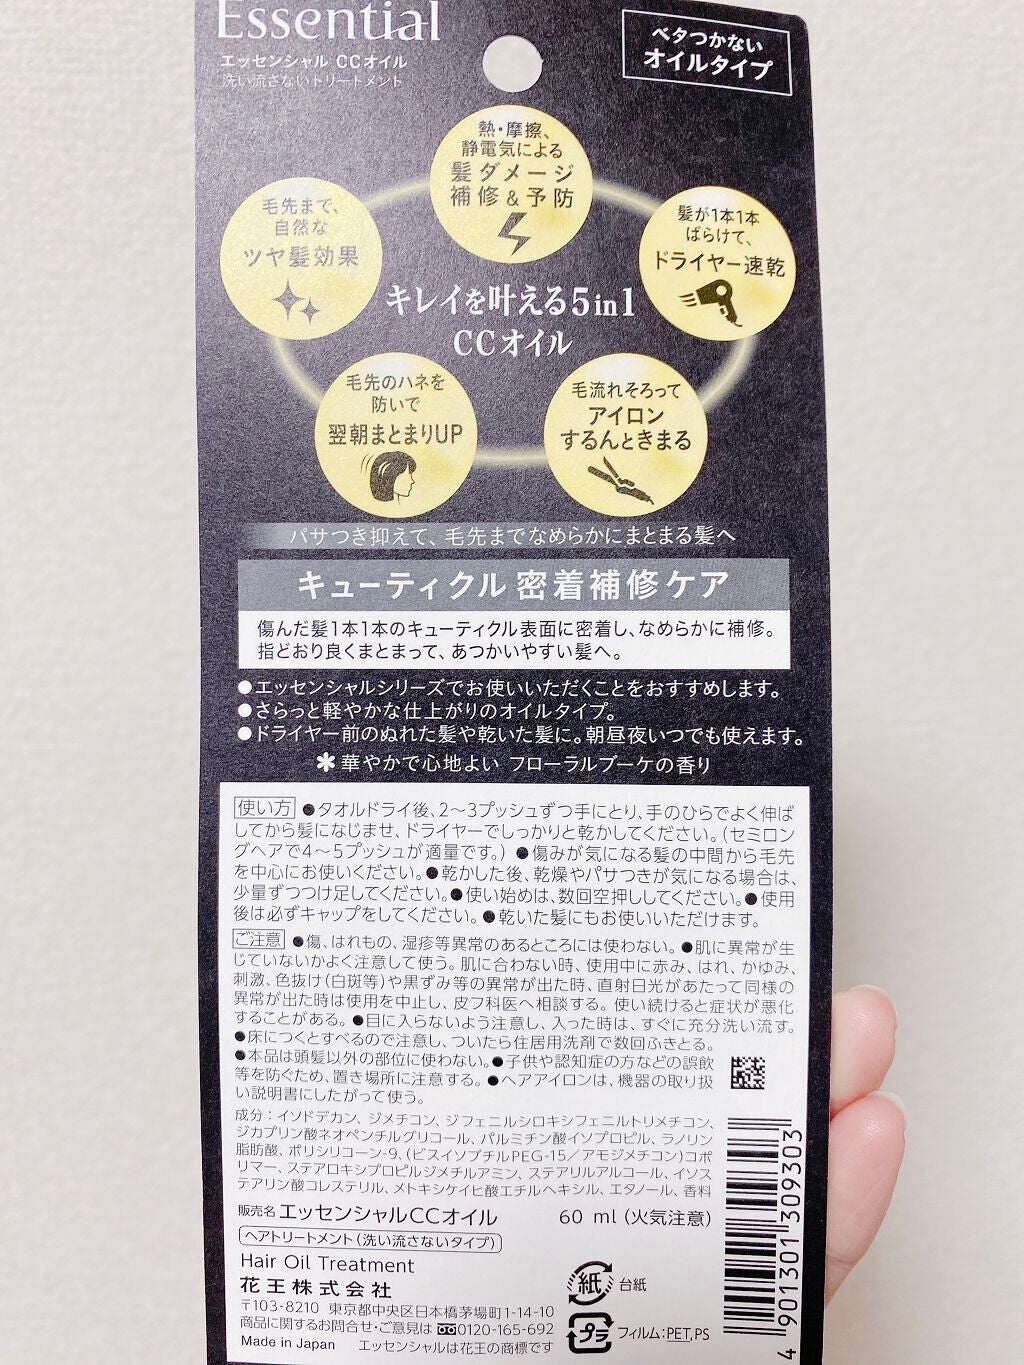 Essential
エッセンシャル CCオイル
洗い流さないトリートメント
ベタつかない
オイルタイプ
熱・摩擦、
静電気による
髪ダメージ
補修&予防
毛先まで、
自然な
ツヤ髪効果
髪が1本1本
ばらけて、
ドライヤー速乾
キレイを叶える5in1
CCオイル
毛先のハネを
防いで
翌朝まとまりUP
毛流れそろって
アイロン
するんときまる
パサつき抑えて、毛先までなめらかにまとまる髪へ
キューティクル 密着補修ケア
傷んだ髪1本1本のキューティクル表面に密着し、なめらかに補修。
指どおり良くまとまって、あつかいやすい髪へ。
●エッセンシャルシリーズでお使いいただくことをおすすめします。
●さらっと軽やかな仕上がりのオイルタイプ。
●ドライヤー前のぬれた髪や乾いた髪に。朝昼夜いつでも使えます。
✽華やかで心地よい フローラルブーケの香り
使い方 ●タオルドライ後、2～3プッシュずつ手にとり、手のひらでよく伸ば
してから髪になじませ、ドライヤーでしっかりと乾かしてください。(セミロン
グヘアで4～5プッシュが適量です。) ●傷みが気になる髪の中間から毛先
を中心にお使いください。●乾かした後、乾燥やパサつきが気になる場合は、
少量ずつつけ足してください。●使い始めは、数回空押ししてください。●使用
後は必ずキャップをしてください。●乾いた髪にもお使いいただけます。
ご注意 ●傷、はれもの、湿疹等異常のあるところには使わない。●肌に異常が生
じていないかよく注意して使う。肌に合わない時、使用中に赤み、はれ、かゆみ、
刺激、色抜け(白斑等)や黒ずみ等の異常が出た時、直射日光があたって同様の
異常が出た時は使用を中止し、皮フ科医へ相談する。使い続けると症状が悪化
することがある。●目に入らないよう注意し、入った時は、すぐに充分洗い流す。
●床につくとすべるので注意し、ついたら住居用洗剤で数回ふきとる。
●本品は頭髪以外の部位に使わない。●子供や認知症の方などの誤飲
等を防ぐため、置き場所に注意する。●ヘアアイロンは、機器の取り扱
い説明書にしたがって使う。
成分：イソドデカン、ジメチコン、ジフェニルシロキシフェニルトリメチコン、
ジカプリン酸ネオペンチルグリコール、パルミチン酸イソプロピル、ラノリン
脂肪酸、ポリシリコーン-9、(ビスイソブチルPEG-15/アモジメチコン)コポ
リマー、ステアロキシプロピルジメチルアミン、ステアリルアルコール、イソス
テアリン酸コレステリル、メトキシケイヒ酸エチルヘキシル、エタノール、香料
販売名 エッセンシャルCCオイル 60 ml (火気注意)
ヘアトリートメント(洗い流さないタイプ)
Hair Oil Treatment
花王株式会社
〒103-8210 東京都中央区日本橋茅場町1-14-10
商品に関するお問合せ・ご意見は 0120-165-692
Made in Japan エッセンシャルは花王の商標です
紙 台紙
プラ フィルム：PET,PS
4 901301 309303